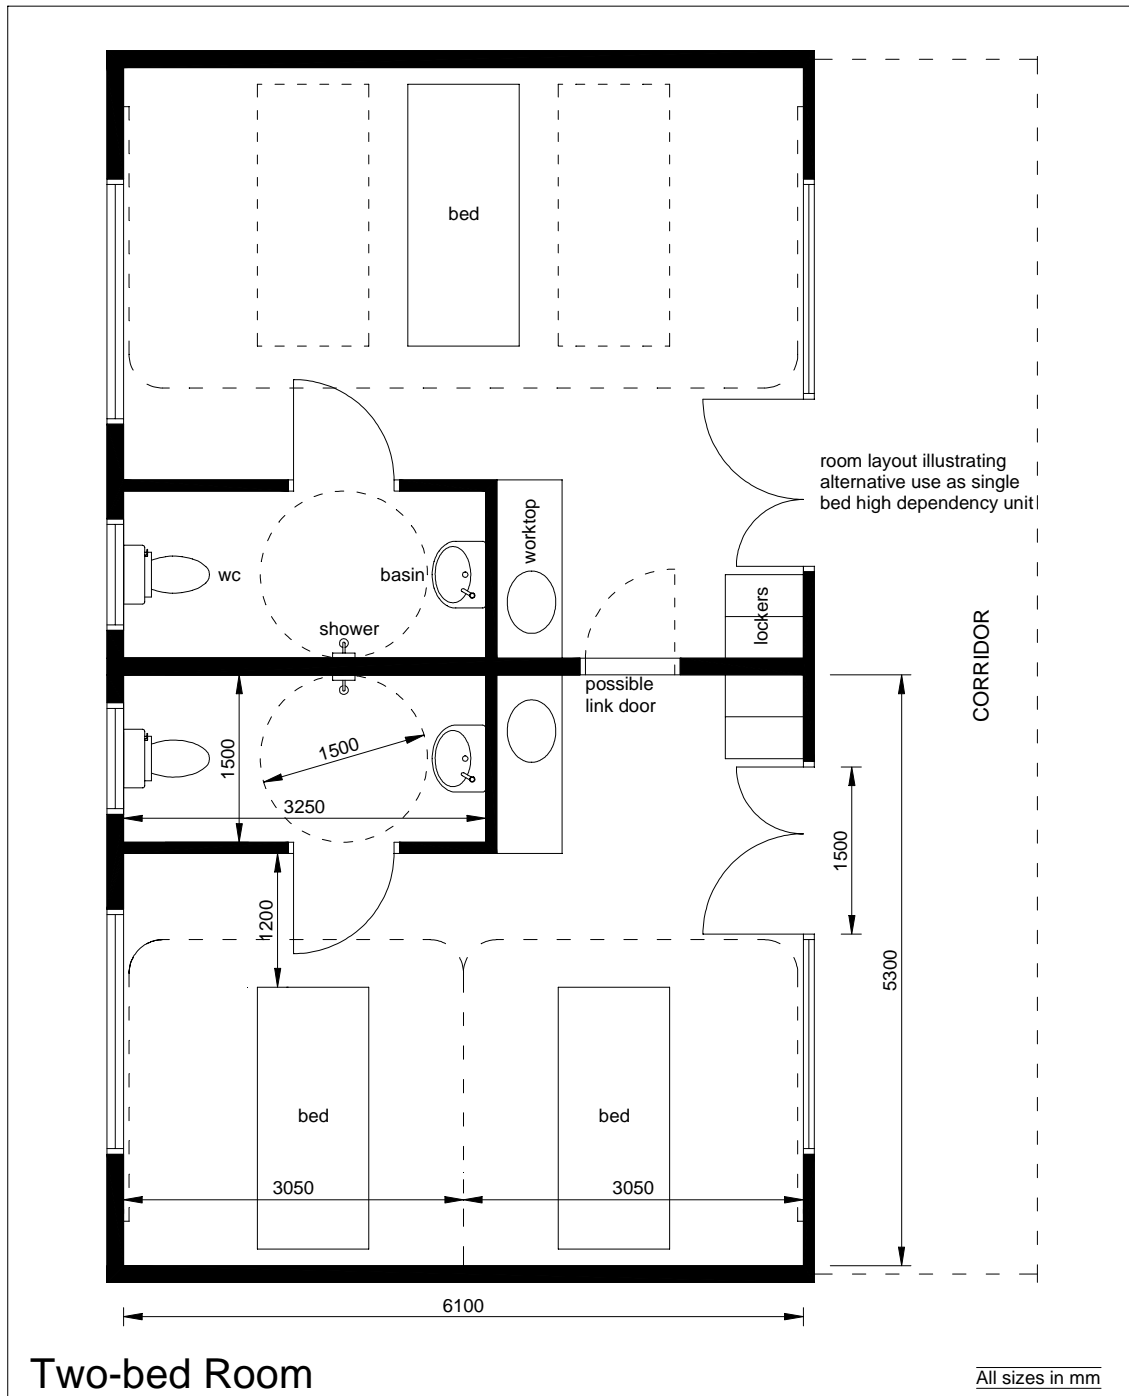 bed
room layout illustrating
alternative use as single
bed high dependency unit
worktop
wc
basin
shower
lockers
possible
link door
CORRIDOR
1500
1500
3250
1500
1200
5300
bed
bed
3050
3050
6100
Two-bed Room
All sizes in mm